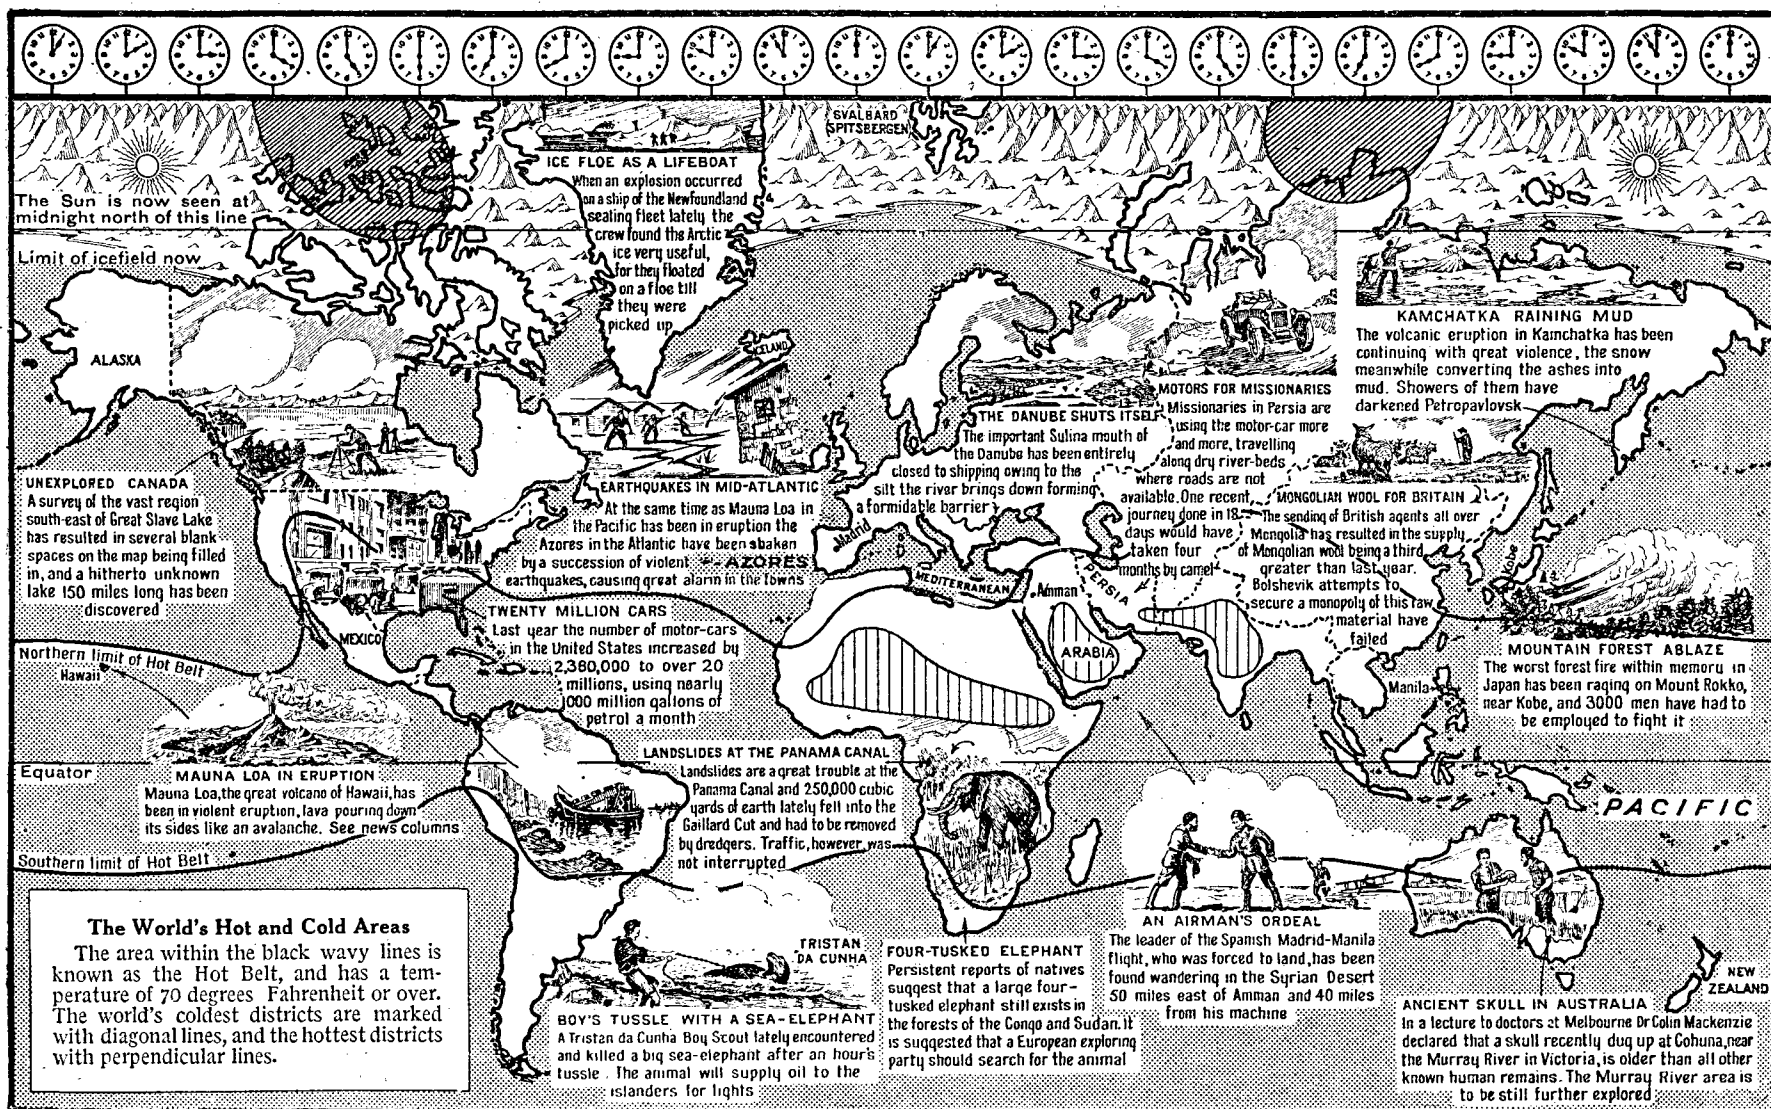 SVALBARD
SPITSBERGEN
ICE FLOE AS A LIFEBOAT
When an explosion occurred
on a ship of the Newfoundland
sealing fleet lately the
crew found the Arctic
ice very useful,
for they floated
on a floe till
they were
picked up
The Sun is now seen at
midnight north of this line
Limit of icefield now
ALASKA
ICELAND
KAMCHATKA RAINING MUD
The volcanic eruption in Kamchatka has been
continuing with great violence, the snow
meanwhile converting the ashes into
mud. Showers of them have
darkened Petropavlovsk
MOTORS FOR MISSIONARIES
Missionaries in Persia are
using the motor-car more
and more, travelling
along dry river-beds
where roads are not
available. One recent
journey done in 18
days would have
taken four
months by camel
THE DANUBE SHUTS ITSELF
The important Sulina mouth of
the Danube has been entirely
closed to shipping owing to the
silt the river brings down forming
a formidable barrier
UNEXPLORED CANADA
A survey of the vast region
south-east of Great Slave Lake
has resulted in several blank
spaces on the map being filled
in, and a hitherto unknown
lake 150 miles long has been
discovered
EARTHQUAKES IN MID-ATLANTIC
At the same time as Mauna Loa in
the Pacific has been in eruption the
Azores in the Atlantic have been shaken
by a succession of violent
earthquakes, causing great alarm in the towns
AZORES
MONGOLIAN WOOL FOR BRITAIN
The sending of British agents all over
Mongolia has resulted in the supply
of Mongolian wool being a third
greater than last year.
Bolshevik attempts to
secure a monopoly of this raw
material have
failed
Madrid
MEDITERRANEAN
PERSIA
Amman
ARABIA
Kobe
TWENTY MILLION CARS
Last year the number of motor-cars
in the United States increased by
2,380,000 to over 20
millions, using nearly
1000 million gallons of
petrol a month
MEXICO
Northern limit of Hot Belt
Hawaii
Manila
MOUNTAIN FOREST ABLAZE
The worst forest fire within memory in
Japan has been raging on Mount Rokko,
near Kobe, and 3000 men have had to
be employed to fight it
Equator
MAUNA LOA IN ERUPTION
Mauna Loa, the great volcano of Hawaii, has
been in violent eruption, lava pouring down
its sides like an avalanche. See news columns
LANDSLIDES AT THE PANAMA CANAL
Landslides are a great trouble at the
Panama Canal and 250,000 cubic
yards of earth lately fell into the
Gaillard Cut and had to be removed
by dredgers. Traffic, however, was
not interrupted
PACIFIC
Southern limit of Hot Belt
The World's Hot and Cold Areas
The area within the black wavy lines is
known as the Hot Belt, and has a tem-
perature of 70 degrees Fahrenheit or over.
The world's coldest districts are marked
with diagonal lines, and the hottest districts
with perpendicular lines.
TRISTAN
DA CUNHA
BOY'S TUSSLE WITH A SEA-ELEPHANT
A Tristan da Cunha Boy Scout lately encountered
and killed a big sea-elephant after an hour's
tussle. The animal will supply oil to the
islanders for lights
FOUR-TUSKED ELEPHANT
Persistent reports of natives
suggest that a large four-
tusked elephant still exists in
the forests of the Congo and Sudan. It
is suggested that a European exploring
party should search for the animal
AN AIRMAN'S ORDEAL
The leader of the Spanish Madrid-Manila
flight, who was forced to land, has been
found wandering in the Syrian Desert
50 miles east of Amman and 40 miles
from his machine
NEW
ZEALAND
ANCIENT SKULL IN AUSTRALIA
In a lecture to doctors at Melbourne Dr Colin Mackenzie
declared that a skull recently dug up at Cohuna, near
the Murray River in Victoria, is older than all other
known human remains. The Murray River area is
to be still further explored